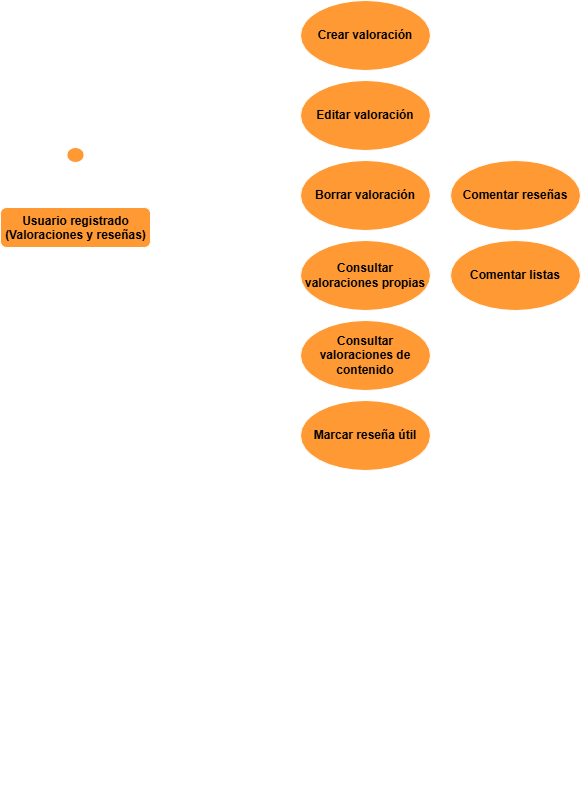 Crear valoración
Editar valoración
Usuario registrado
(Valoraciones y reseñas)
Borrar valoración
Comentar reseñas
Consultar
valoraciones propias
Comentar listas
Consultar
valoraciones de
contenido
Marcar reseña útil